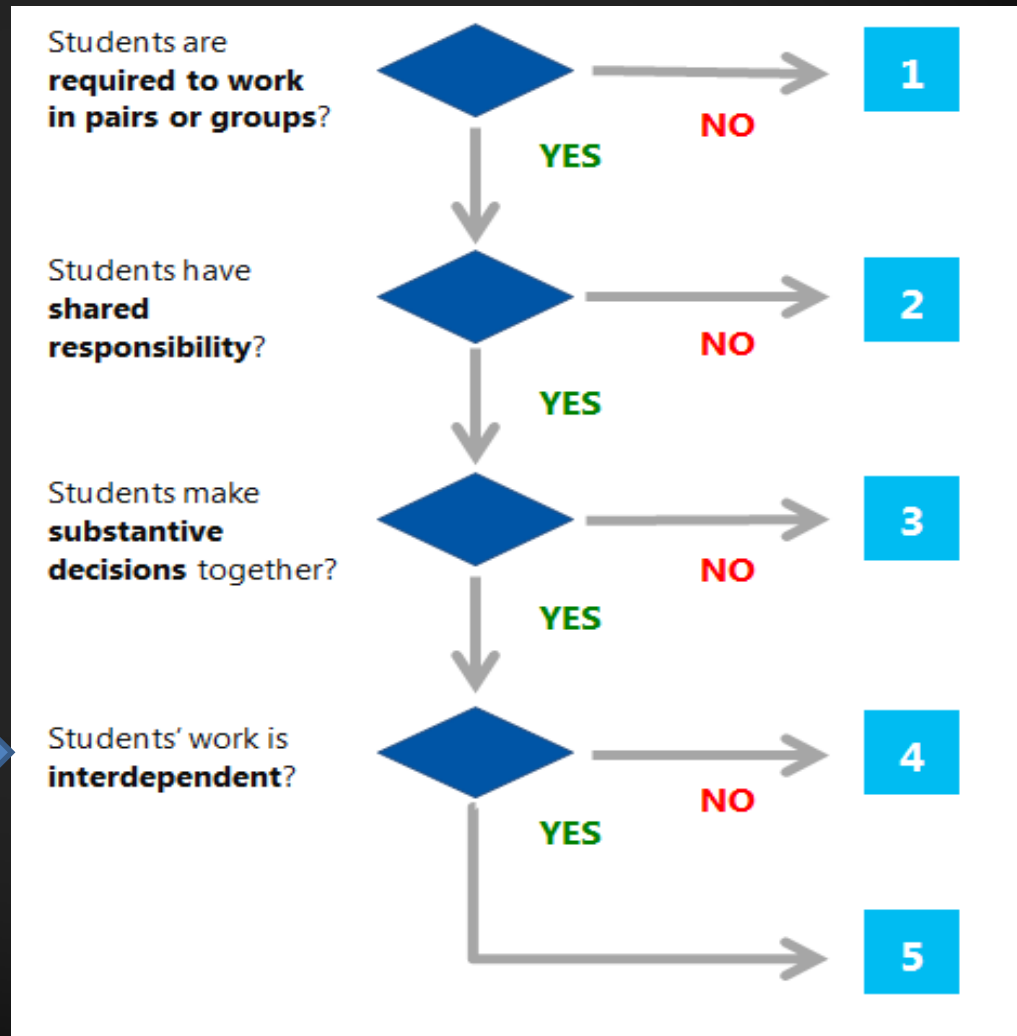 Students are
required to work
in pairs or groups?
1
NO
YES
Students have
shared
responsibility?
2
NO
YES
Students make
substantive
decisions together?
3
NO
YES
Students’ work is
interdependent?
4
NO
YES
5